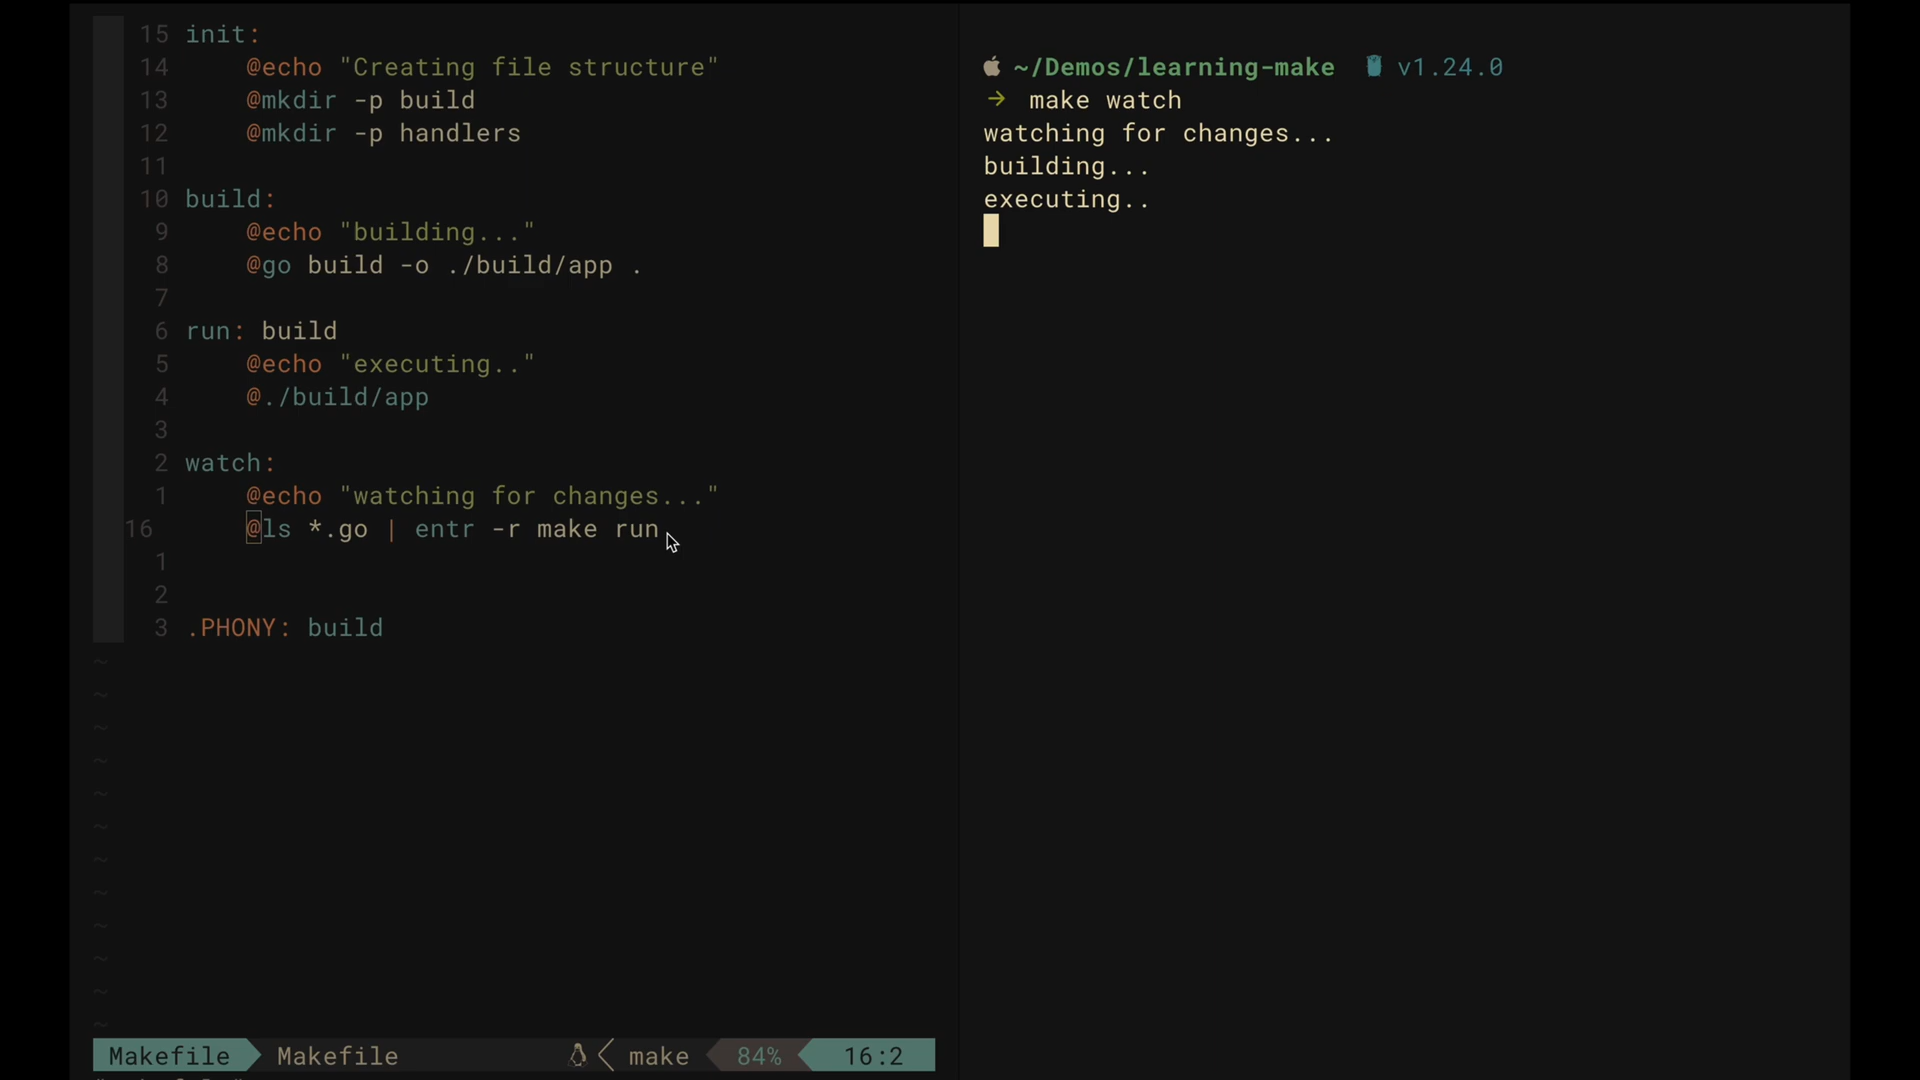 15 init:
14 @echo "Creating file structure"
13 @mkdir -p build
12 @mkdir -p handlers
11
10 build:
9 @echo "building..."
8 @go build -o ./build/app .
7
6 run: build
5 @echo "executing.."
4 @./build/app
3
2 watch:
1 @echo "watching for changes..."
16 @ls *.go | entr -r make run
1
2
3 .PHONY: build
~
~
~
~
~
~
~
~
~
~
~
~
Makefile Makefile make 84% 16:2
~/Demos/learning-make v1.24.0
→ make watch
watching for changes...
building...
executing..